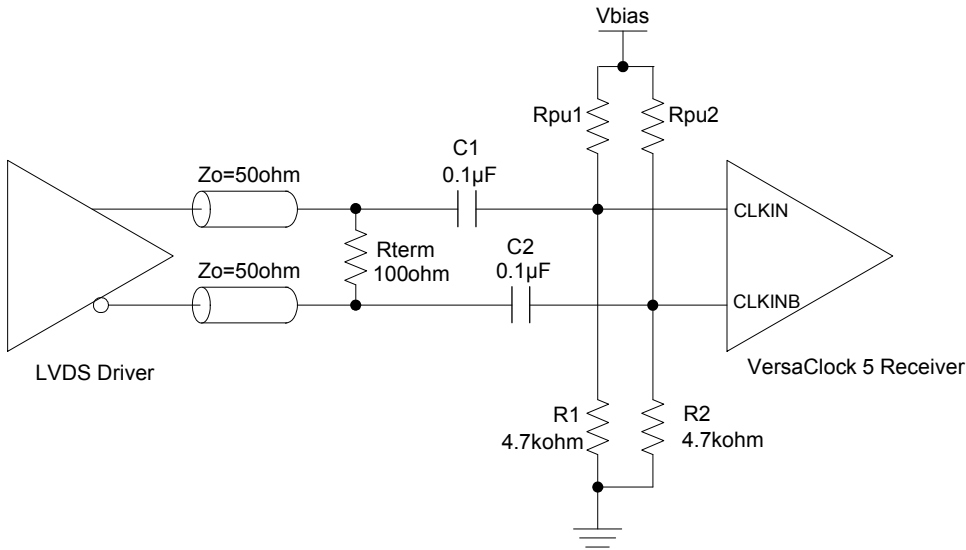 Vbias
Rpu1
Rpu2
C1
0.1µF
Zo=50ohm
CLKIN
Rterm
100ohm
C2
0.1µF
Zo=50ohm
CLKINB
LVDS Driver
VersaClock 5 Receiver
R1
4.7kohm
R2
4.7kohm